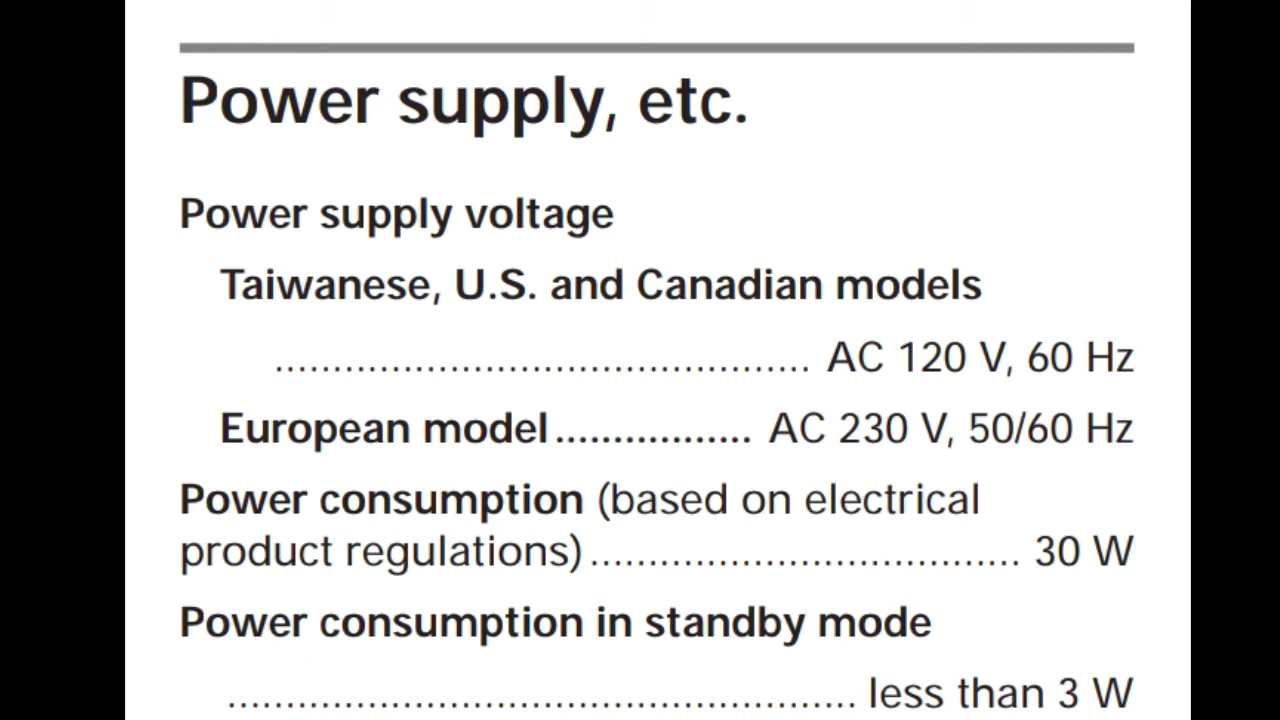 Power supply, etc.
Power supply voltage
Taiwanese, U.S. and Canadian models
.............................................. AC 120 V, 60 Hz
European model................. AC 230 V, 50/60 Hz
Power consumption (based on electrical
product regulations)..................................... 30 W
Power consumption in standby mode
...................................................... less than 3 W